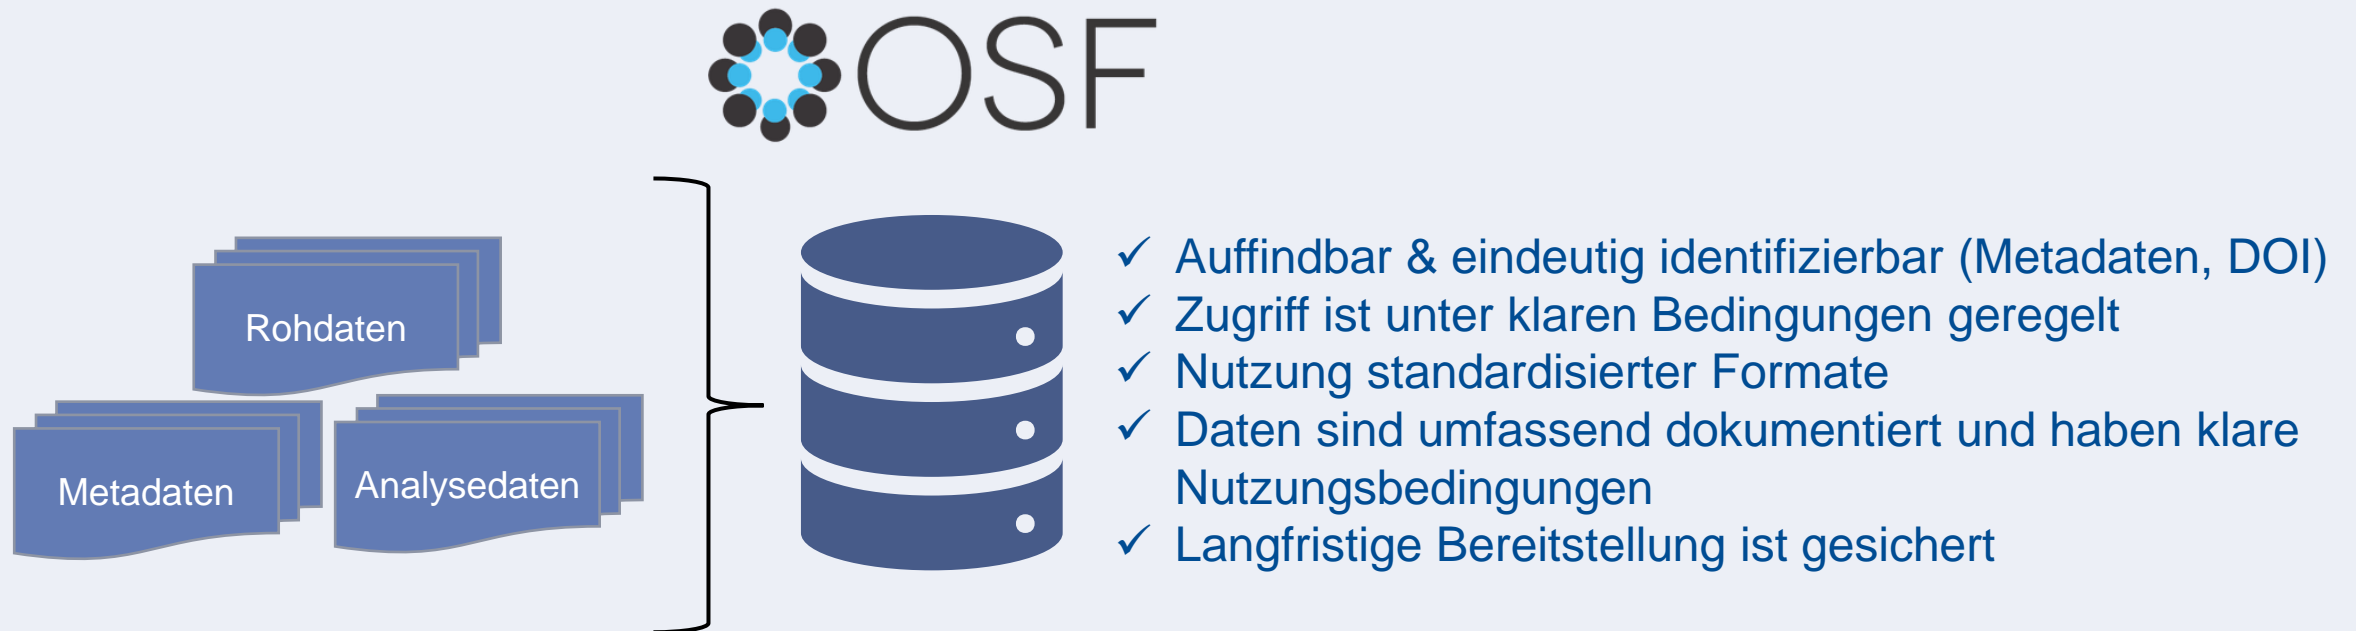 OSF
Rohdaten
Metadaten
Analysedaten
Auffindbar & eindeutig identifizierbar (Metadaten, DOI)
Zugriff ist unter klaren Bedingungen geregelt
Nutzung standardisierter Formate
Daten sind umfassend dokumentiert und haben klare
Nutzungsbedingungen
Langfristige Bereitstellung ist gesichert